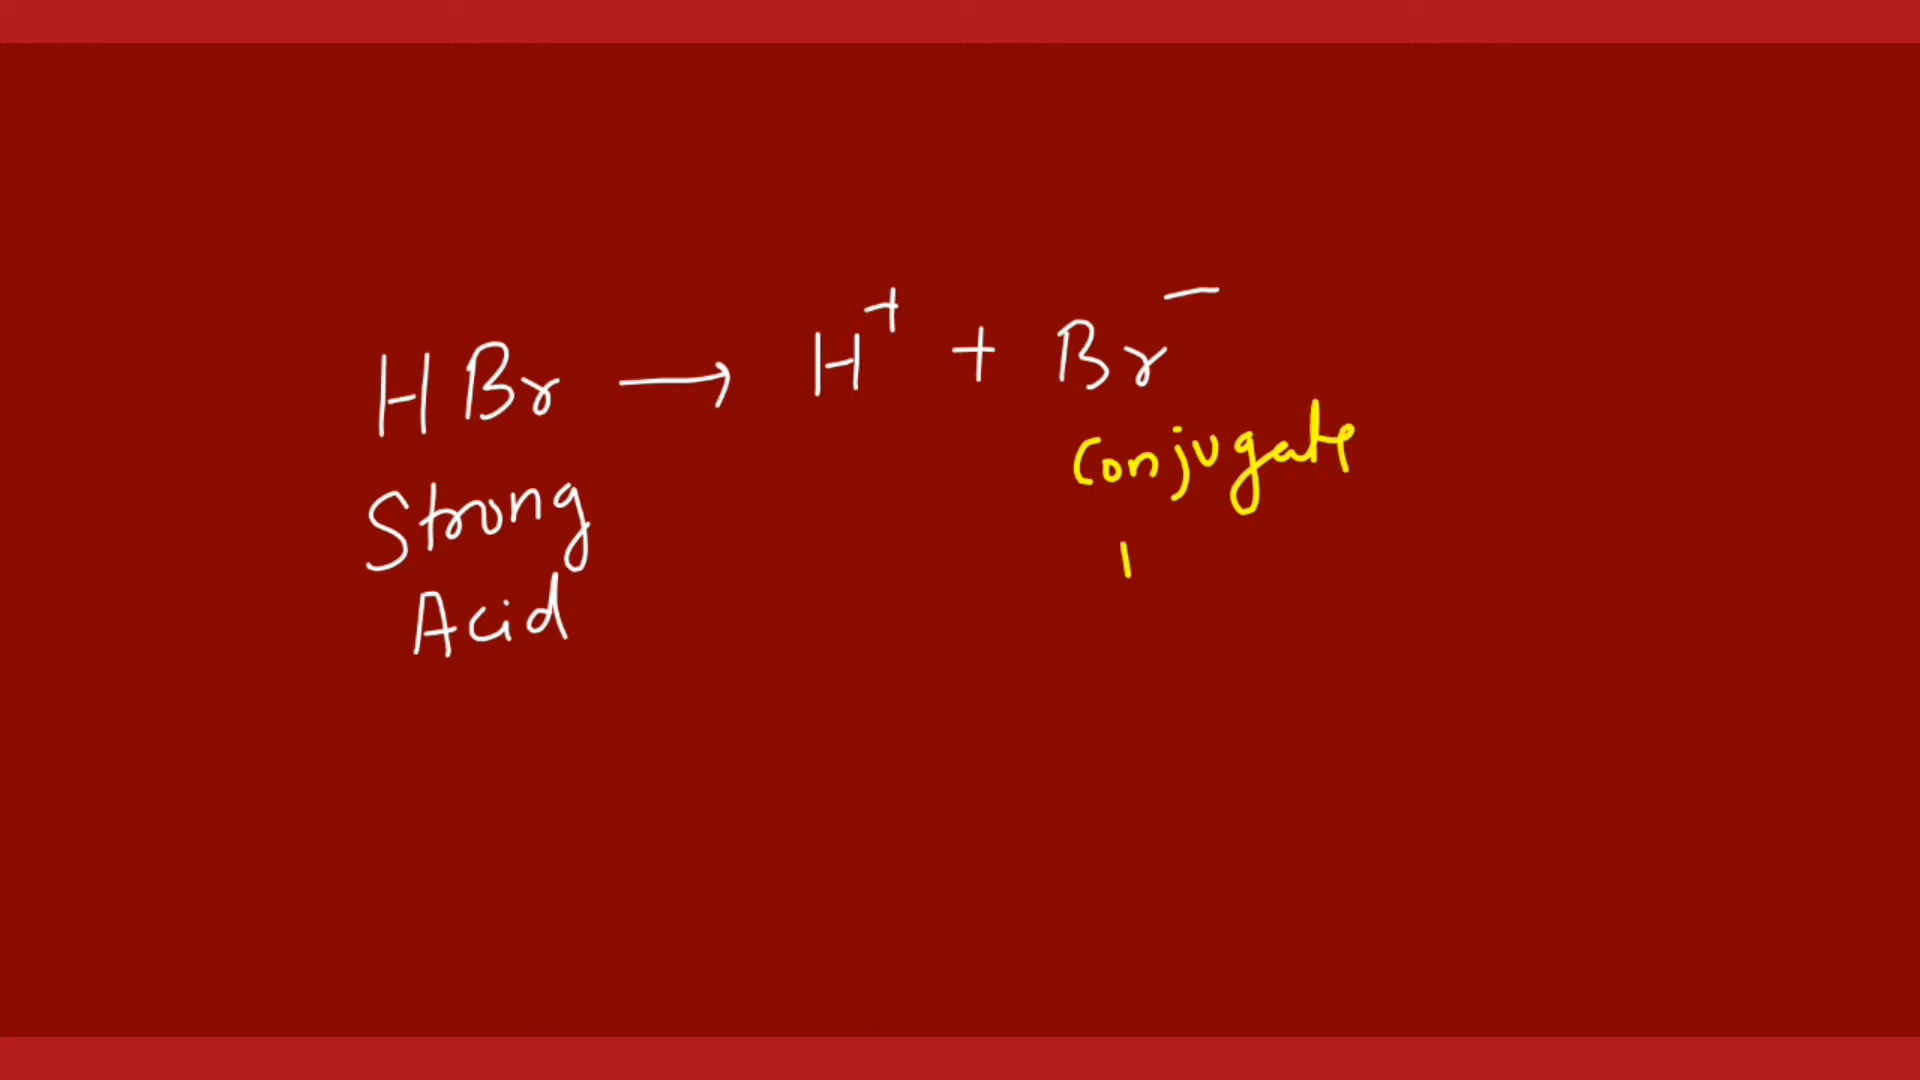 HBr → H⁺ + Br⁻
Conjugate
Strong
Acid